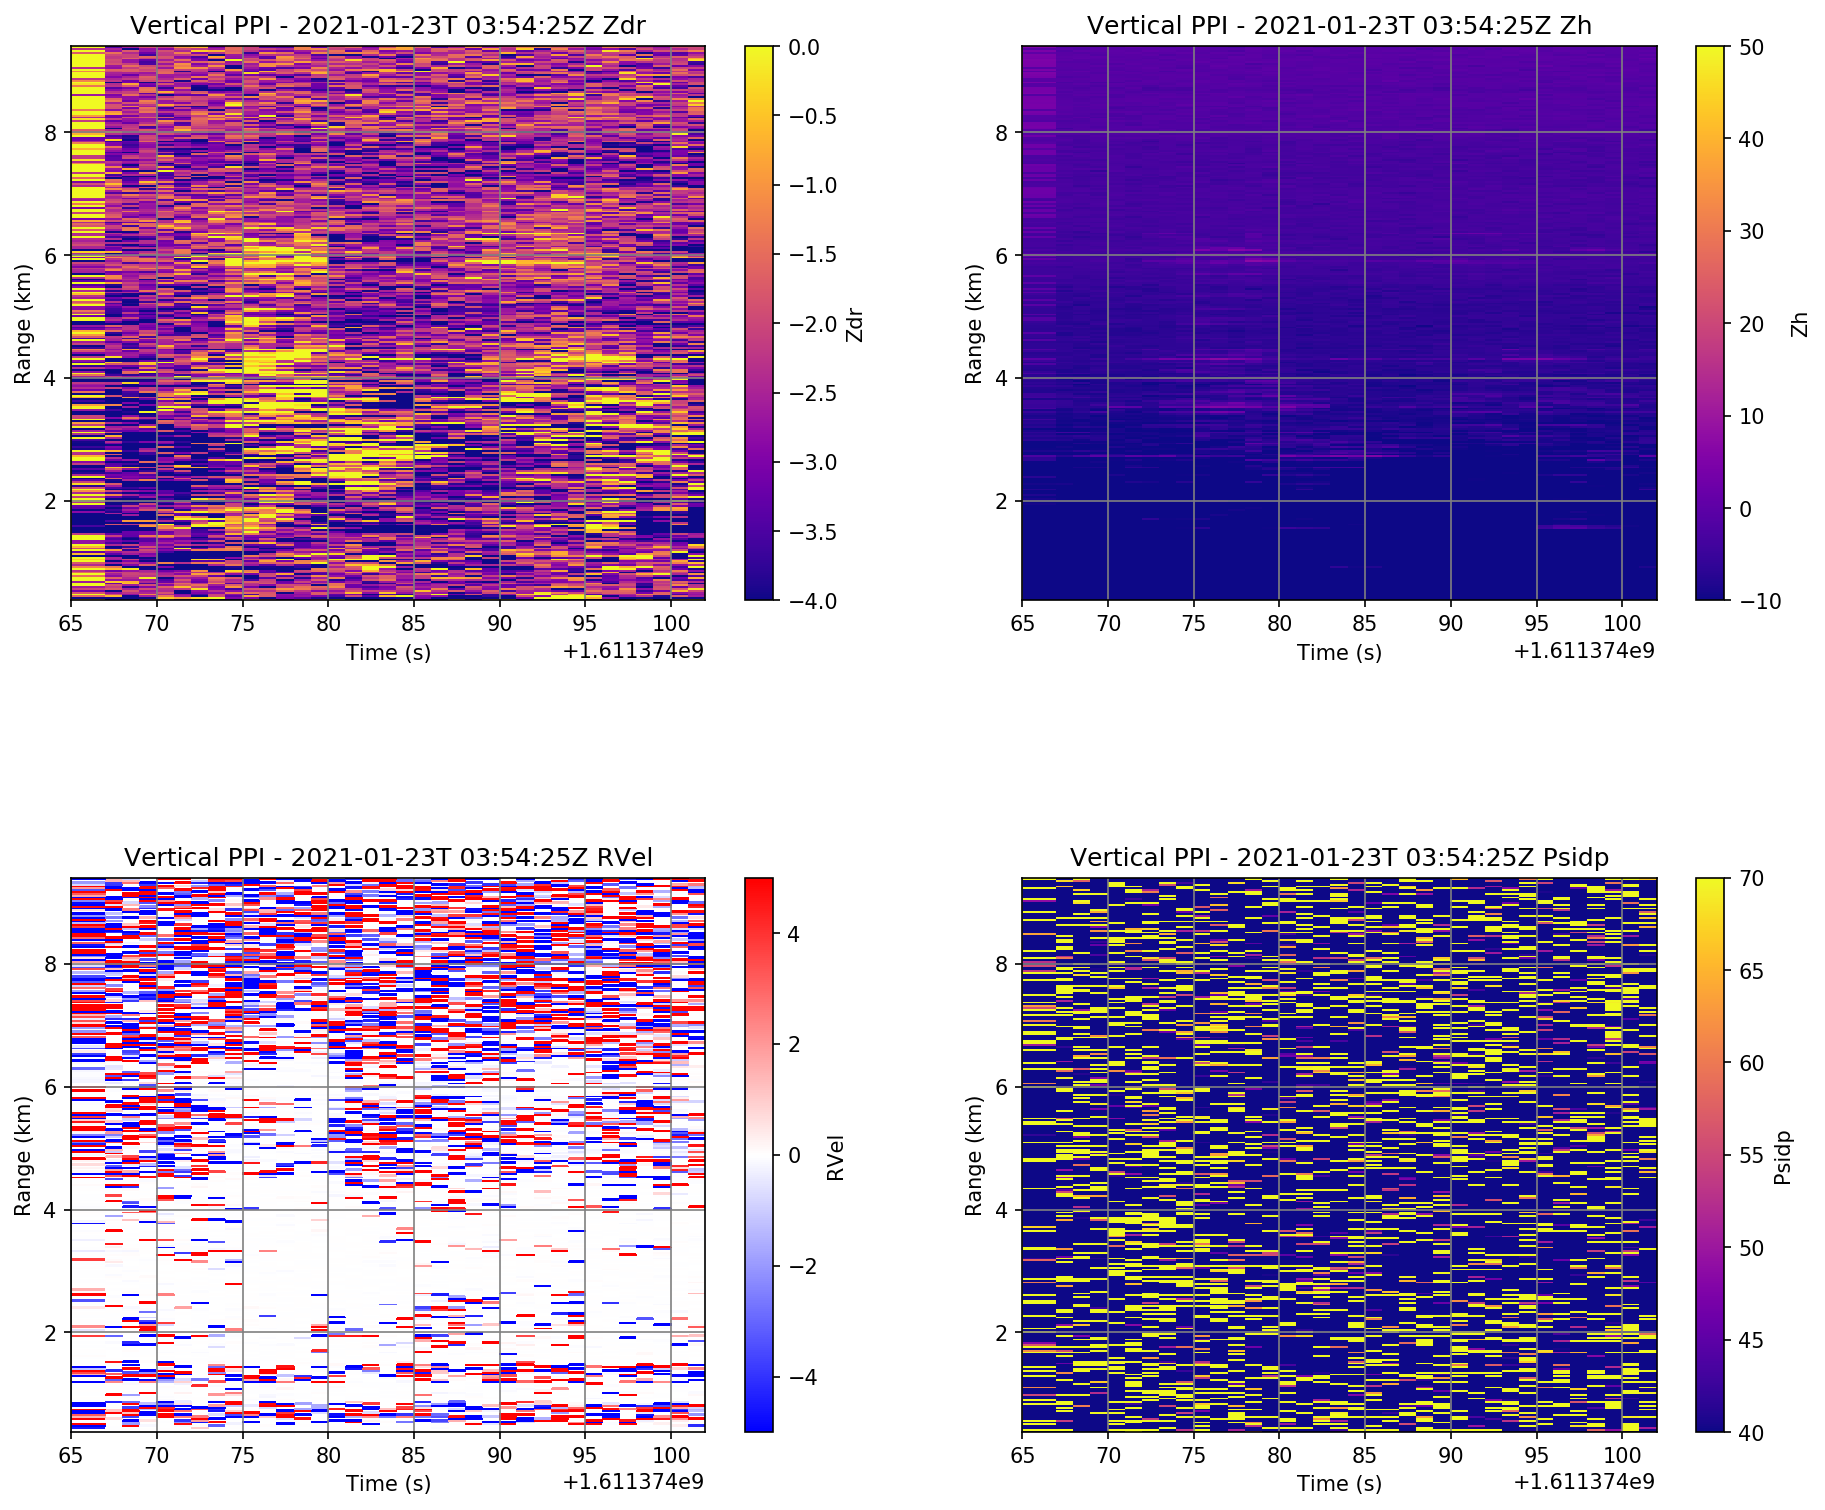 Vertical PPI - 2021-01-23T 03:54:25Z Zdr
Range (km)
8
6
4
2
65 70 75 80 85 90 95 100
Time (s)
+1.611374e9
0.0
−0.5
−1.0
−1.5
−2.0
−2.5
−3.0
−3.5
−4.0
Zdr
Vertical PPI - 2021-01-23T 03:54:25Z Zh
Range (km)
8
6
4
2
65 70 75 80 85 90 95 100
Time (s)
+1.611374e9
50
40
30
20
10
0
−10
Zh
Vertical PPI - 2021-01-23T 03:54:25Z RVel
Range (km)
8
6
4
2
65 70 75 80 85 90 95 100
Time (s)
+1.611374e9
4
2
0
−2
−4
RVel
Vertical PPI - 2021-01-23T 03:54:25Z Psidp
Range (km)
8
6
4
2
65 70 75 80 85 90 95 100
Time (s)
+1.611374e9
70
65
60
55
50
45
40
Psidp